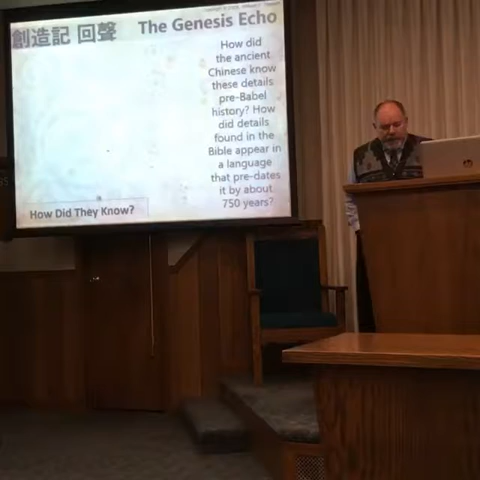 創造記 回聲
The Genesis Echo
How did
the ancient
Chinese know
these details
pre-Babel
history? How
did details
found in the
Bible appear in
a language
that pre-dates
it by about
750 years?
How Did They Know?
hp